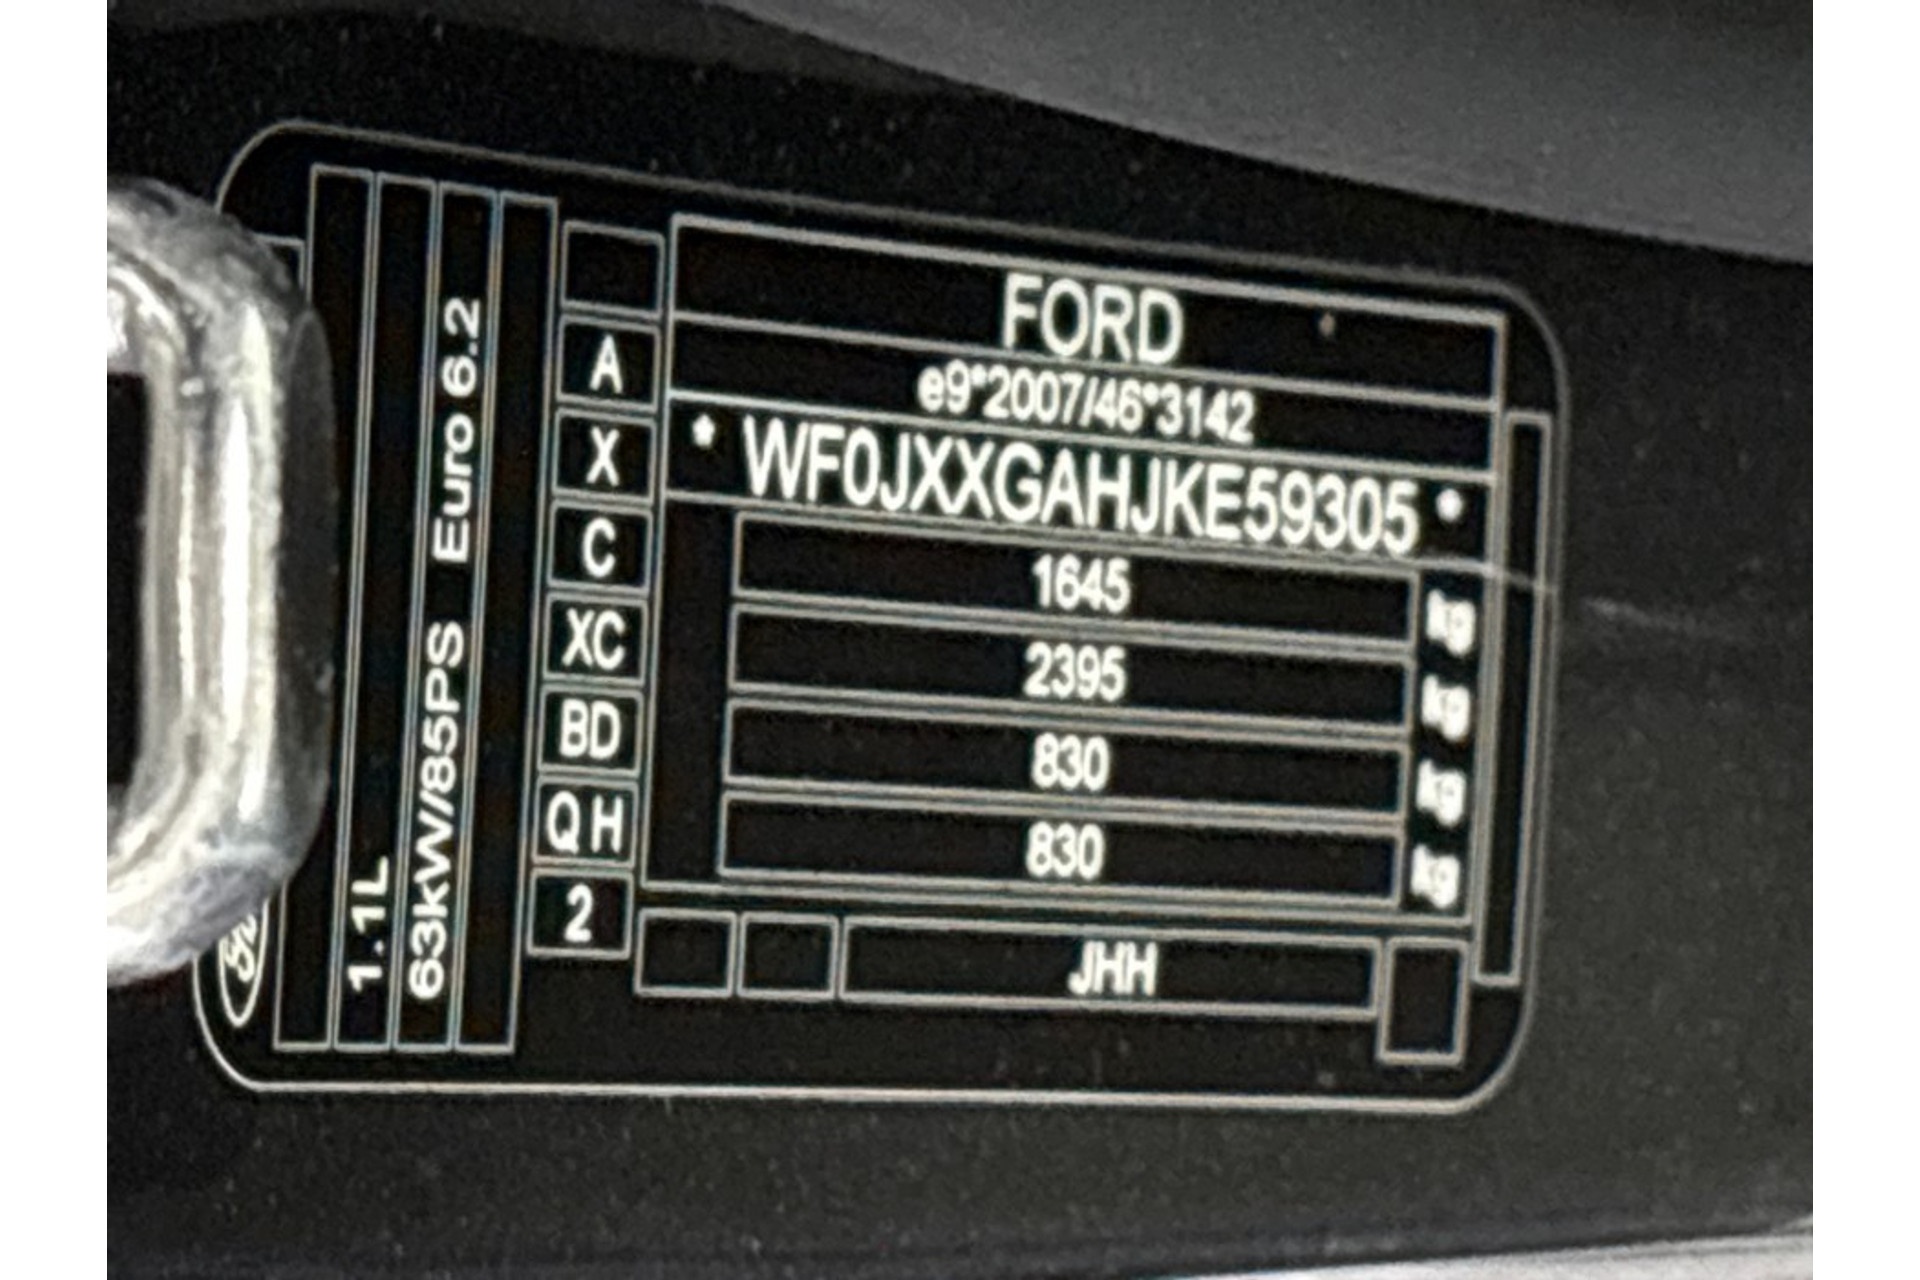 FORD
e9*2007/46*3142
* WF0JXXGAHJKE59305 *
1645 kg
2395 kg
830 kg
830 kg
JHH
A
X
C
XC
BD
QH
2
1.1L
63kW/85PS Euro 6.2